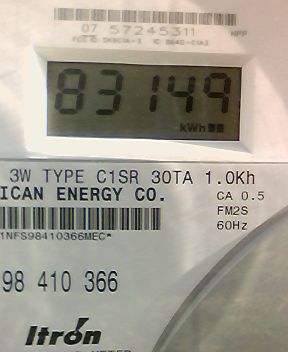 07 57245311
83149
kWh
3W TYPE C1SR 30TA 1.0Kh
ICAN ENERGY CO.
CA 0.5
FM2S
60Hz
1NFS98410366MEC*
98 410 366
Itron